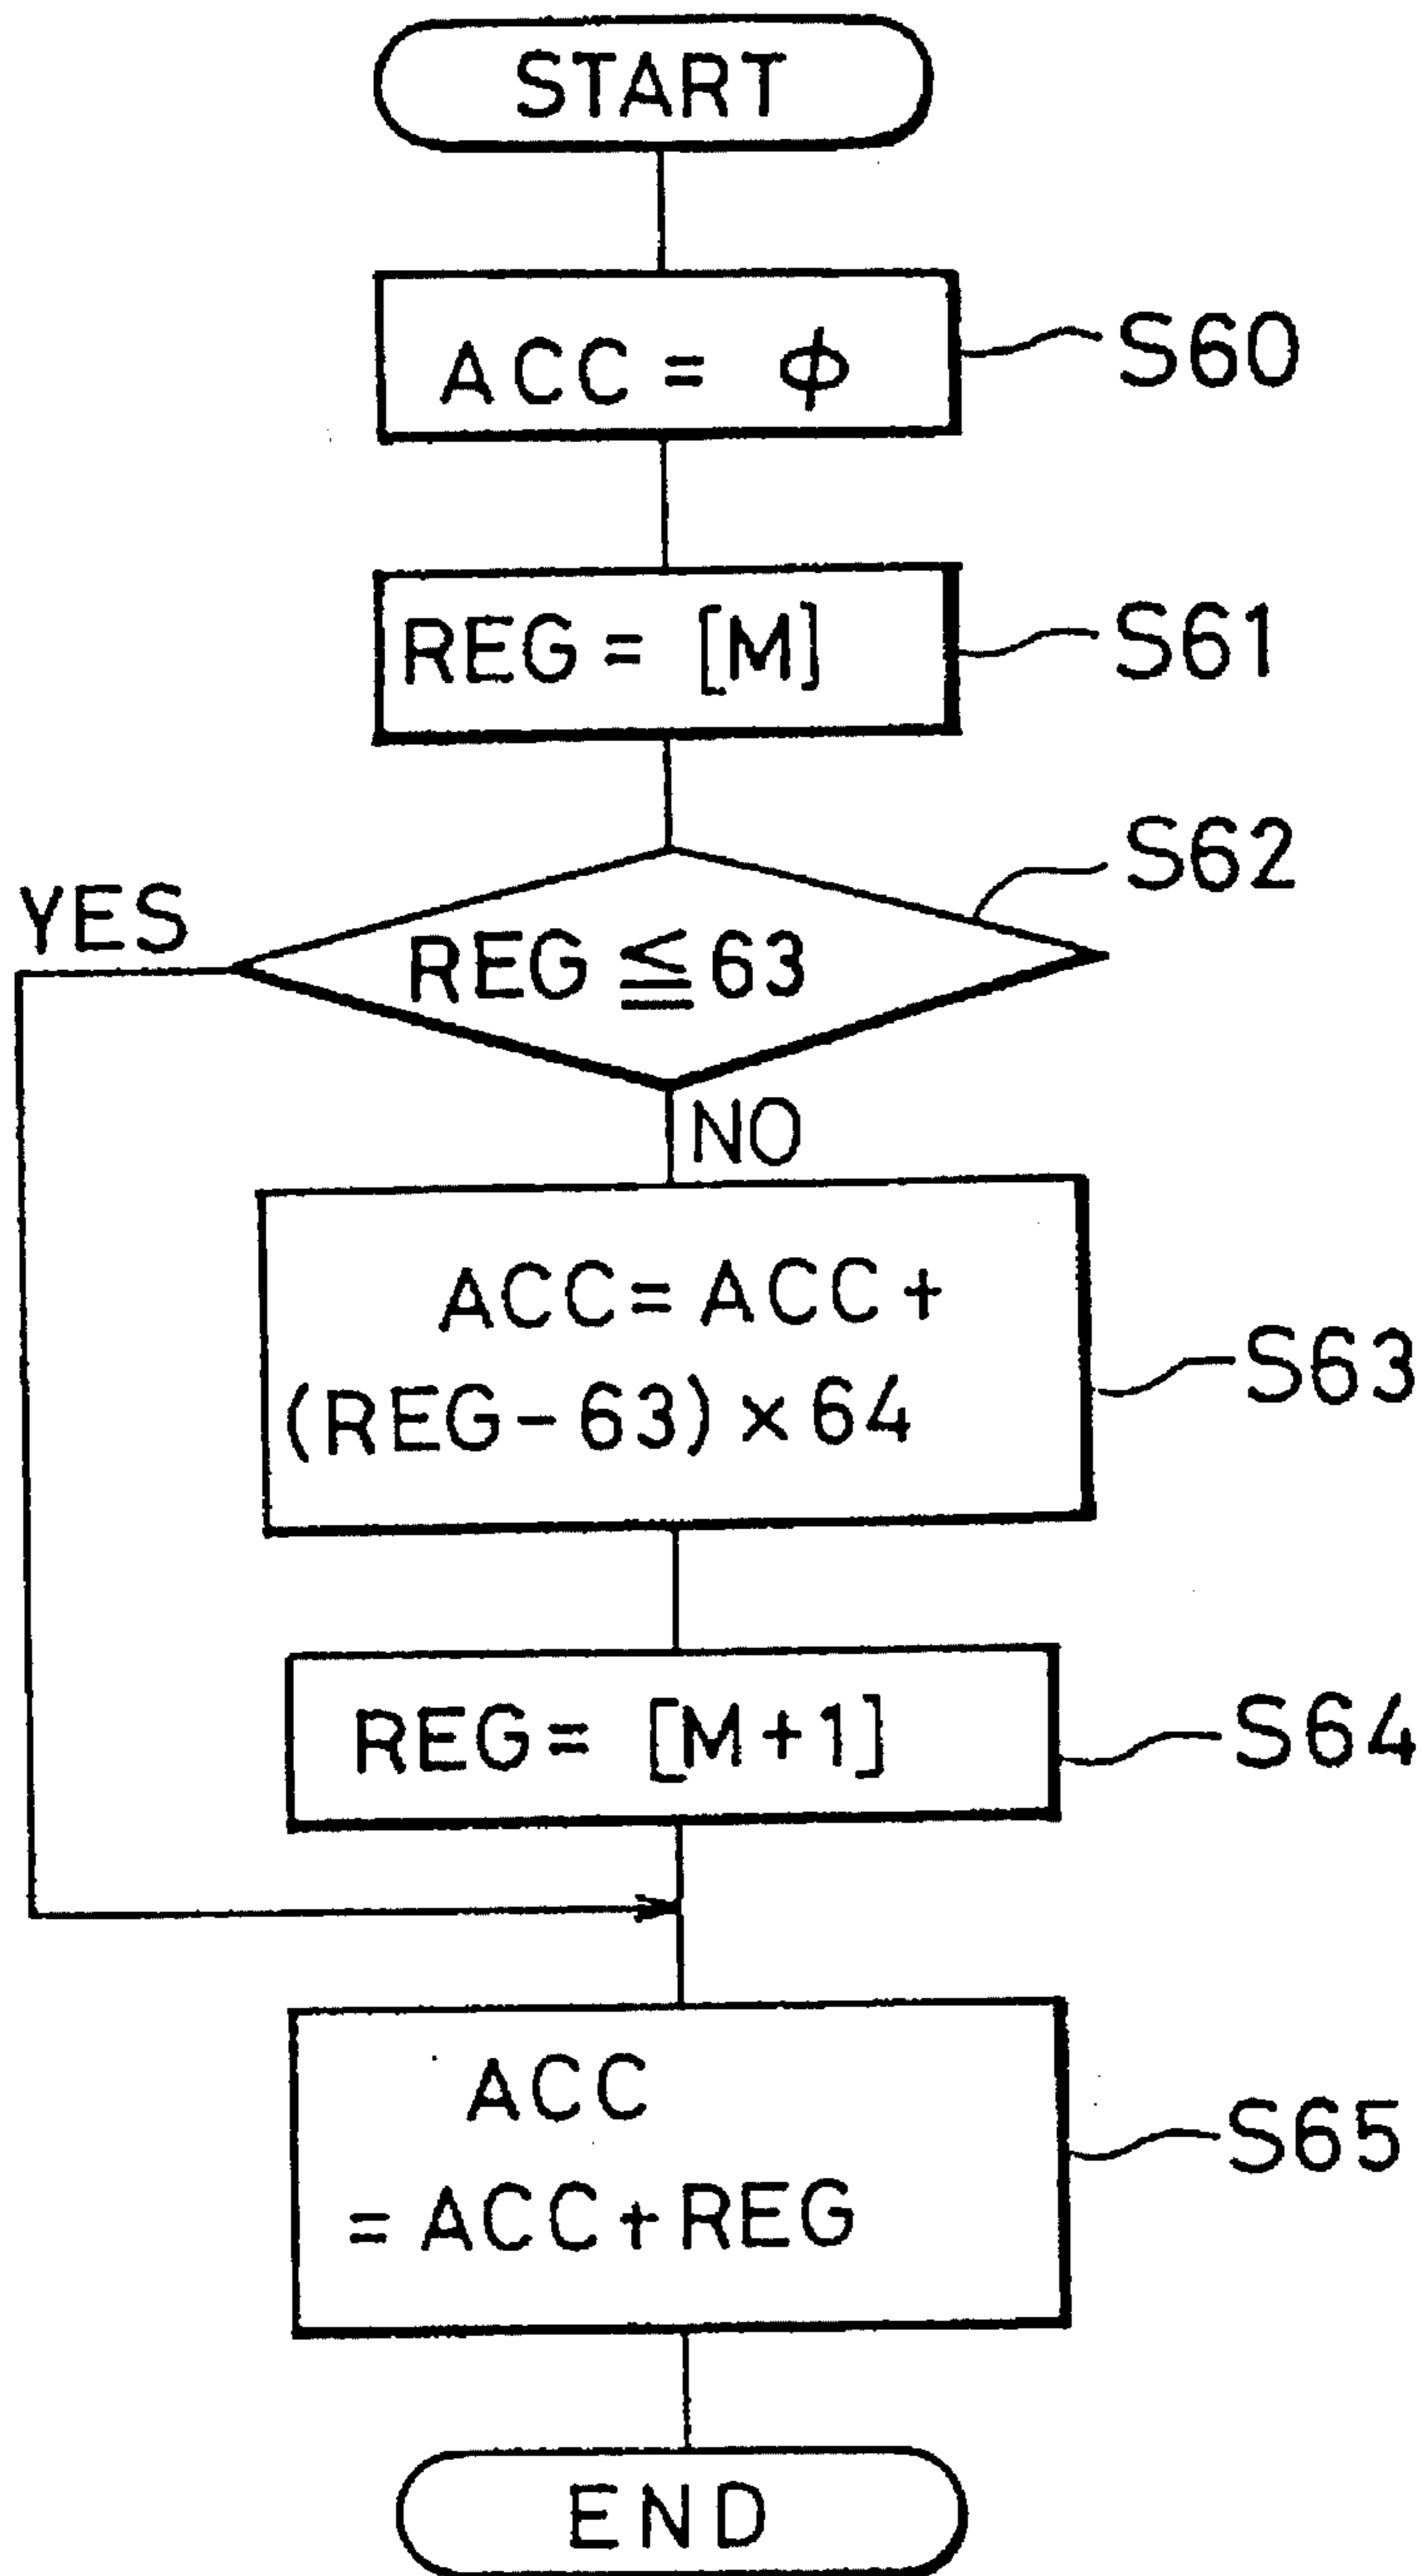 START
ACC = ϕ
S60
REG = [M]
S61
S62
YES
REG ≦ 63
NO
ACC = ACC +
(REG - 63) × 64
S63
REG = [M+1]
S64
ACC
= ACC + REG
S65
END